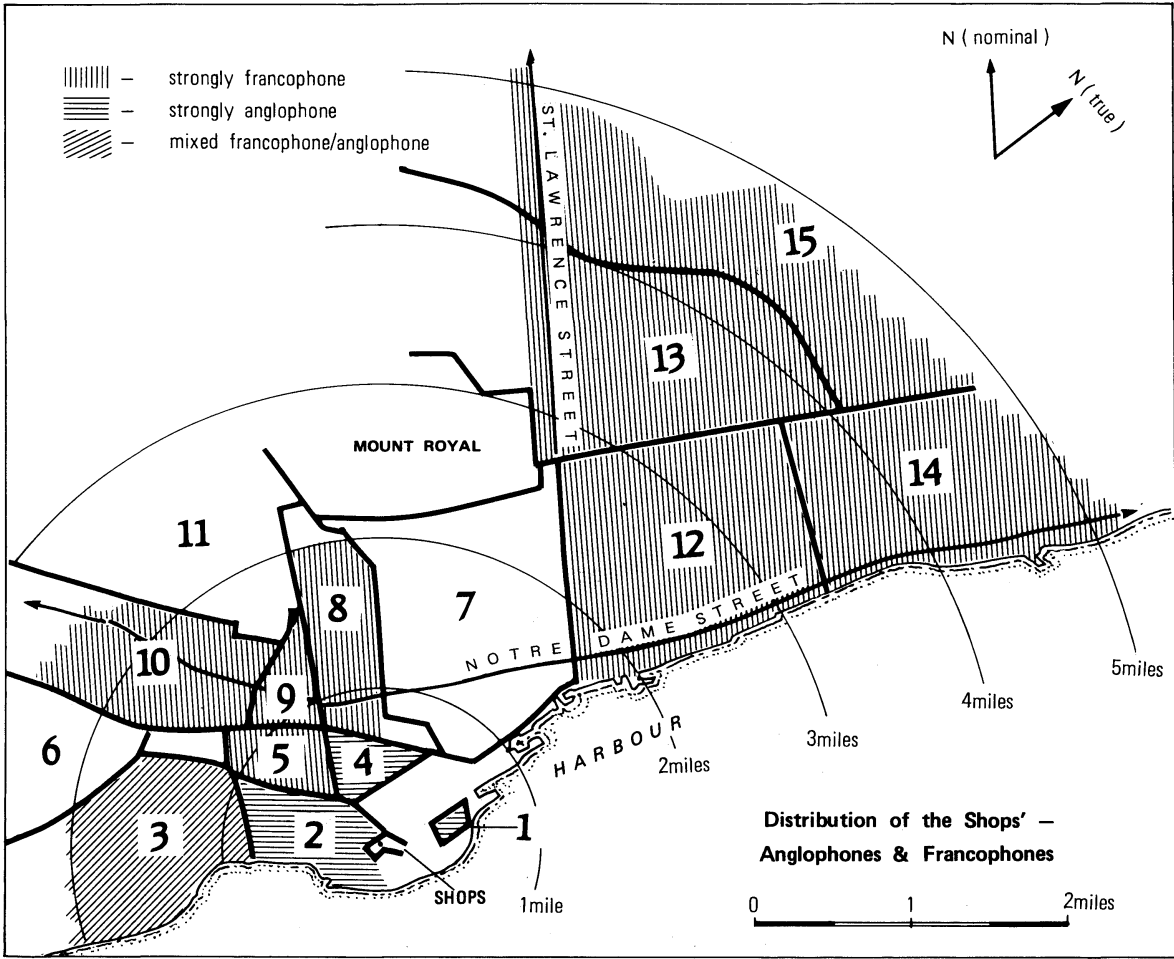 N ( nominal )
N ( true )
– strongly francophone
– strongly anglophone
– mixed francophone/anglophone
ST. LAWRENCE STREET
15
13
MOUNT ROYAL
14
11
12
8
7
NOTRE DAME STREET
10
9
5miles
4miles
6
5
4
HARBOUR
3miles
2miles
3
2
1
Distribution of the Shops' –
Anglophones & Francophones
SHOPS
1mile
0 1 2miles